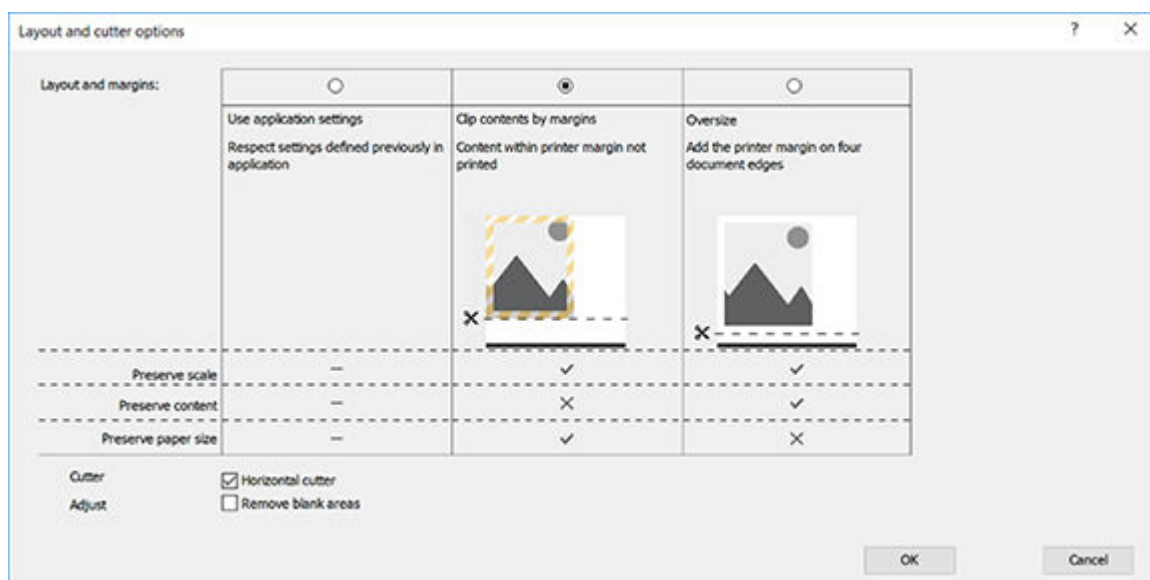 Layout and cutter options
?
Layout and margins:
Use application settings
Clip contents by margins
Oversize
Respect settings defined previously in
application
Content within printer margin not
printed
Add the printer margin on four
document edges
Preserve scale
Preserve content
Preserve paper size
Cutter
Horizontal cutter
Adjust
Remove blank areas
OK
Cancel